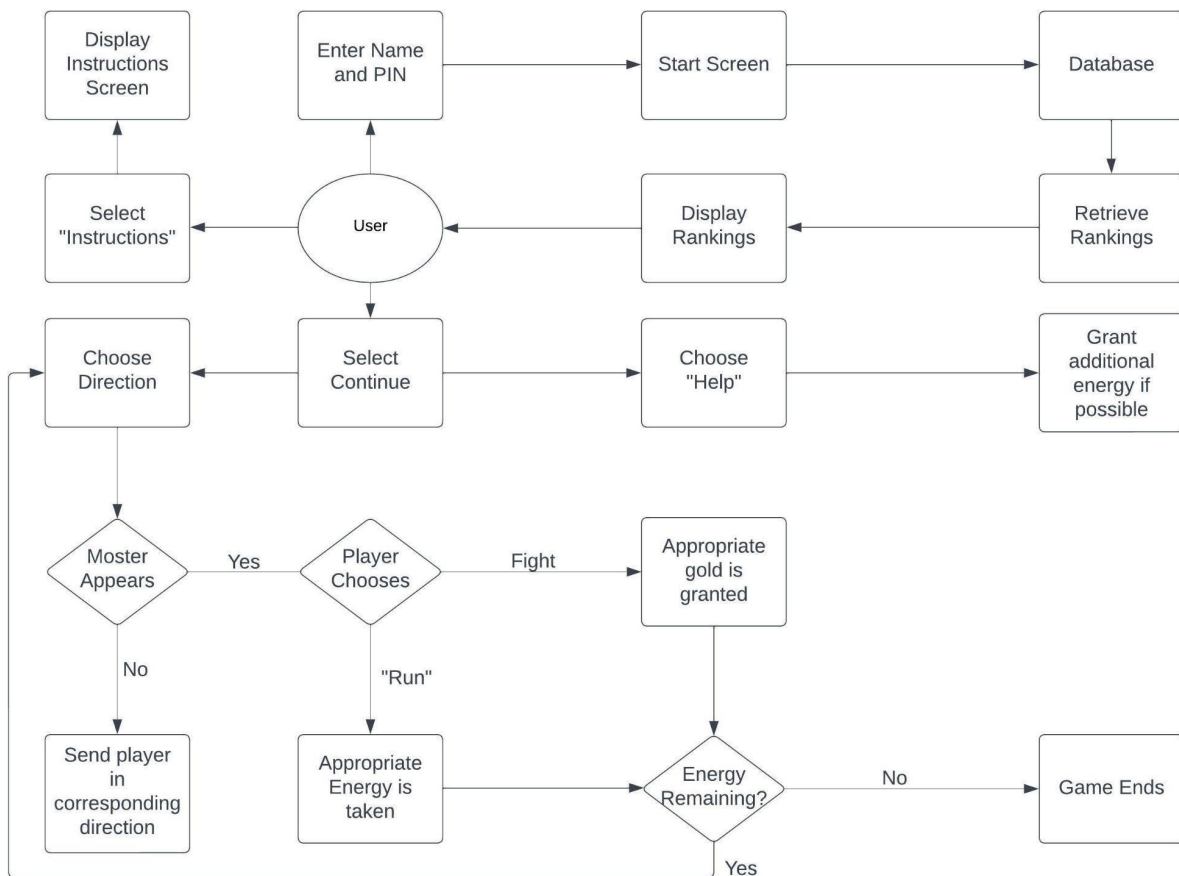 Display
Instructions
Screen
Enter Name
and PIN
Start Screen
Database
Select
"Instructions"
User
Display
Rankings
Retrieve
Rankings
Choose
Direction
Select
Continue
Choose
"Help"
Grant
additional
energy if
possible
Moster
Appears
Yes
Player
Chooses
Fight
Appropriate
gold is
granted
No
"Run"
Send player
in
corresponding
direction
Appropriate
Energy is
taken
Energy
Remaining?
No
Game Ends
Yes